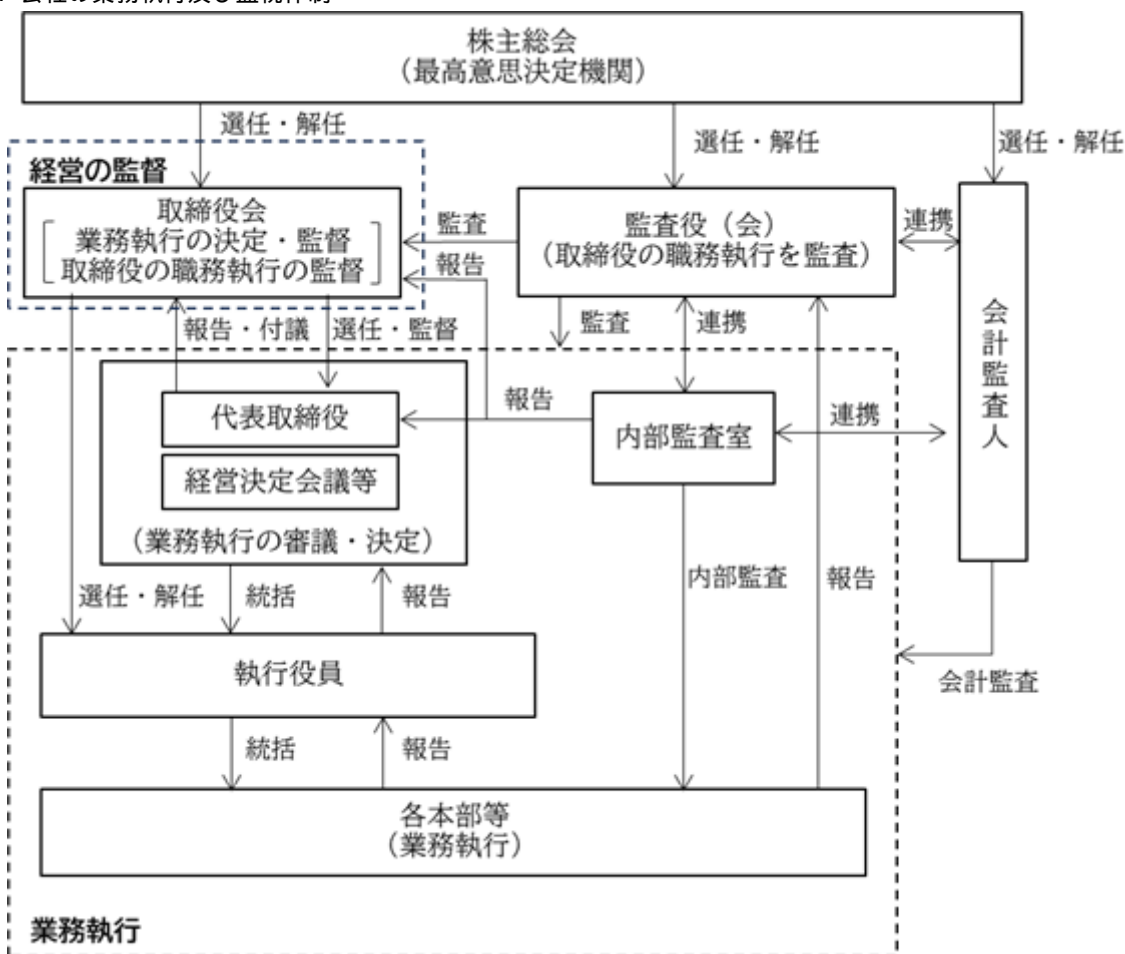 会社の業務執行及び監視体制
株主総会
（最高意思決定機関）
選任・解任
選任・解任
選任・解任
経営の監督
取締役会
業務執行の決定・監督
取締役の職務執行の監督
監査
報告
監査役（会）
（取締役の職務執行を監査）
連携
会計監査人
報告・付議
選任・監督
監査
連携
代表取締役
経営決定会議等
（業務執行の審議・決定）
報告
内部監査室
連携
選任・解任
統括
報告
内部監査
報告
執行役員
会計監査
統括
報告
各本部等
（業務執行）
業務執行